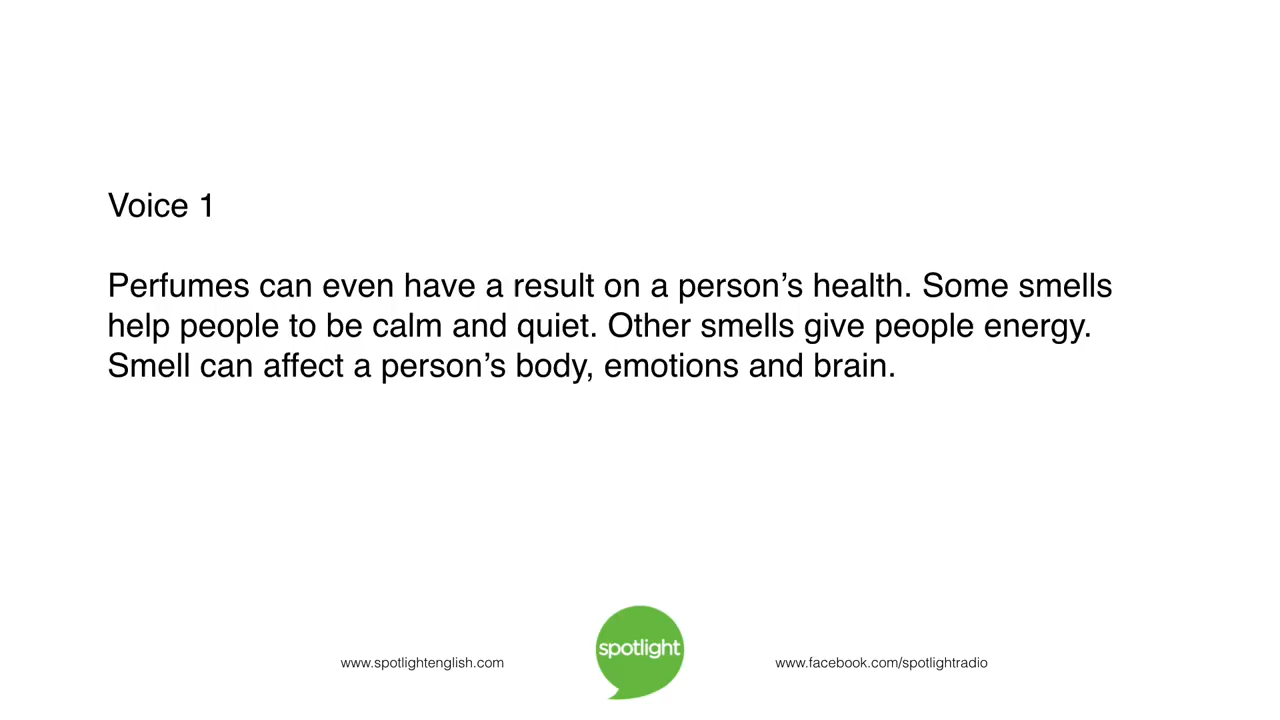 Voice 1
Perfumes can even have a result on a person’s health. Some smells
help people to be calm and quiet. Other smells give people energy.
Smell can affect a person’s body, emotions and brain.
www.spotlightenglish.com
spotlight
www.facebook.com/spotlightradio